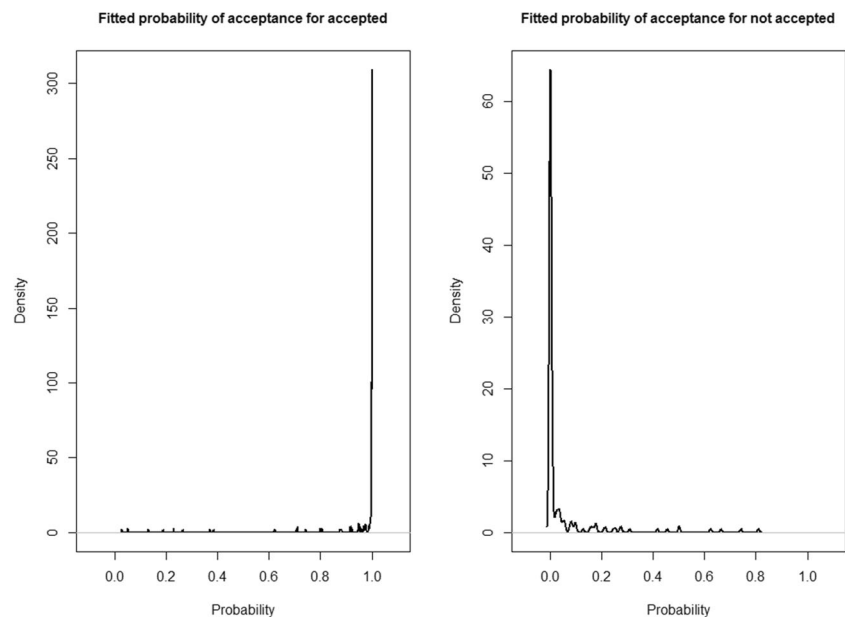 Fitted probability of acceptance for accepted
300
250
200
150
100
50
0
Density
0.0 0.2 0.4 0.6 0.8 1.0
Probability
Fitted probability of acceptance for not accepted
60
50
40
30
20
10
0
Density
0.0 0.2 0.4 0.6 0.8 1.0
Probability